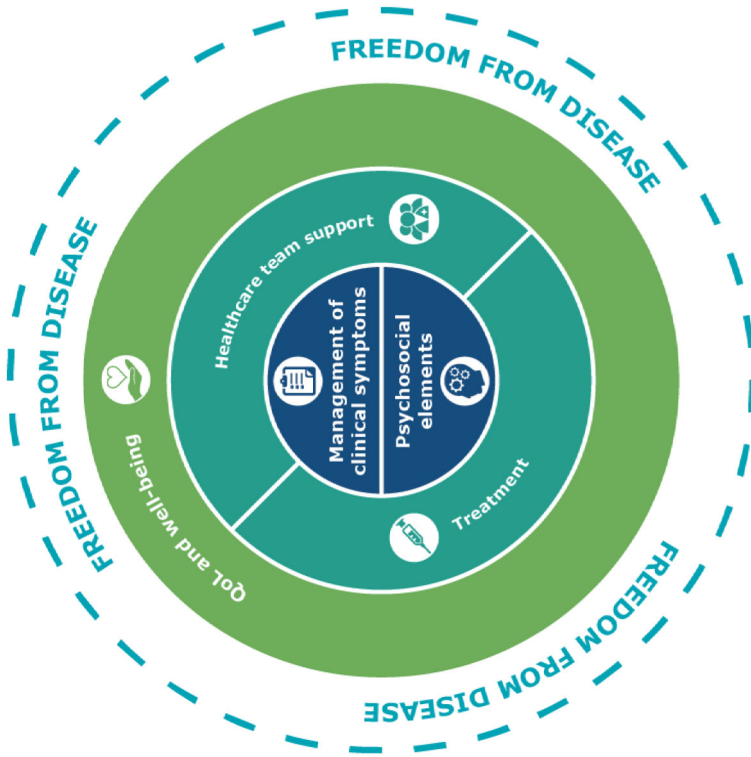 FREEDOM FROM DISEASE
FREEDOM FROM DISEASE
FREEDOM FROM DISEASE
QoL and well-being
Healthcare team support
Treatment
Management of
clinical symptoms
Psychosocial
elements